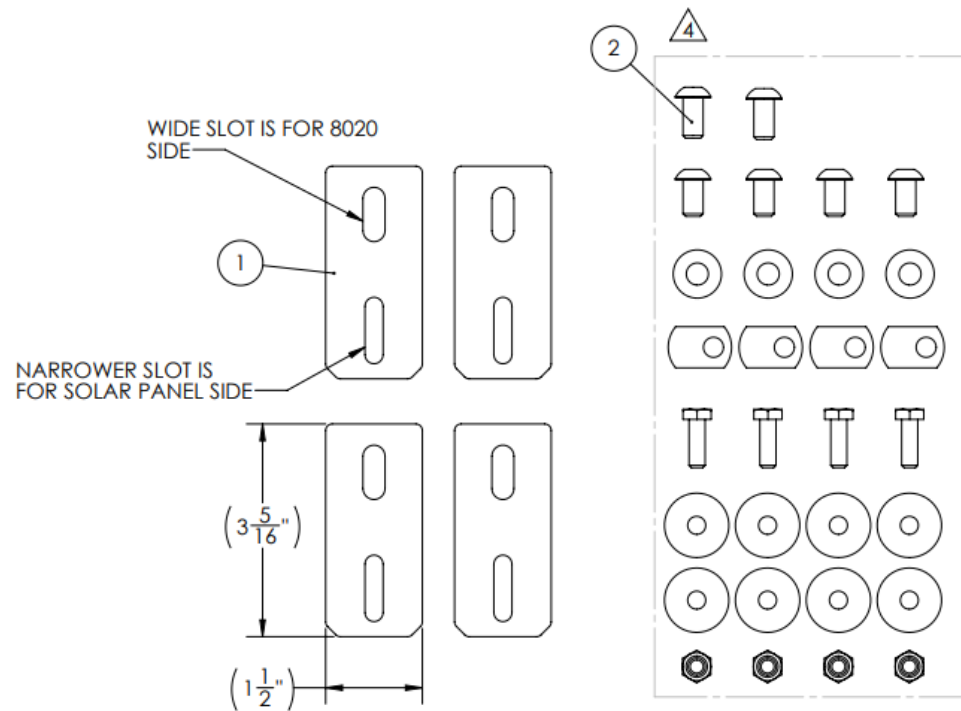 4
2
WIDE SLOT IS FOR 8020
SIDE
1
NARROWER SLOT IS
FOR SOLAR PANEL SIDE
(3 5/16")
(1 1/2")